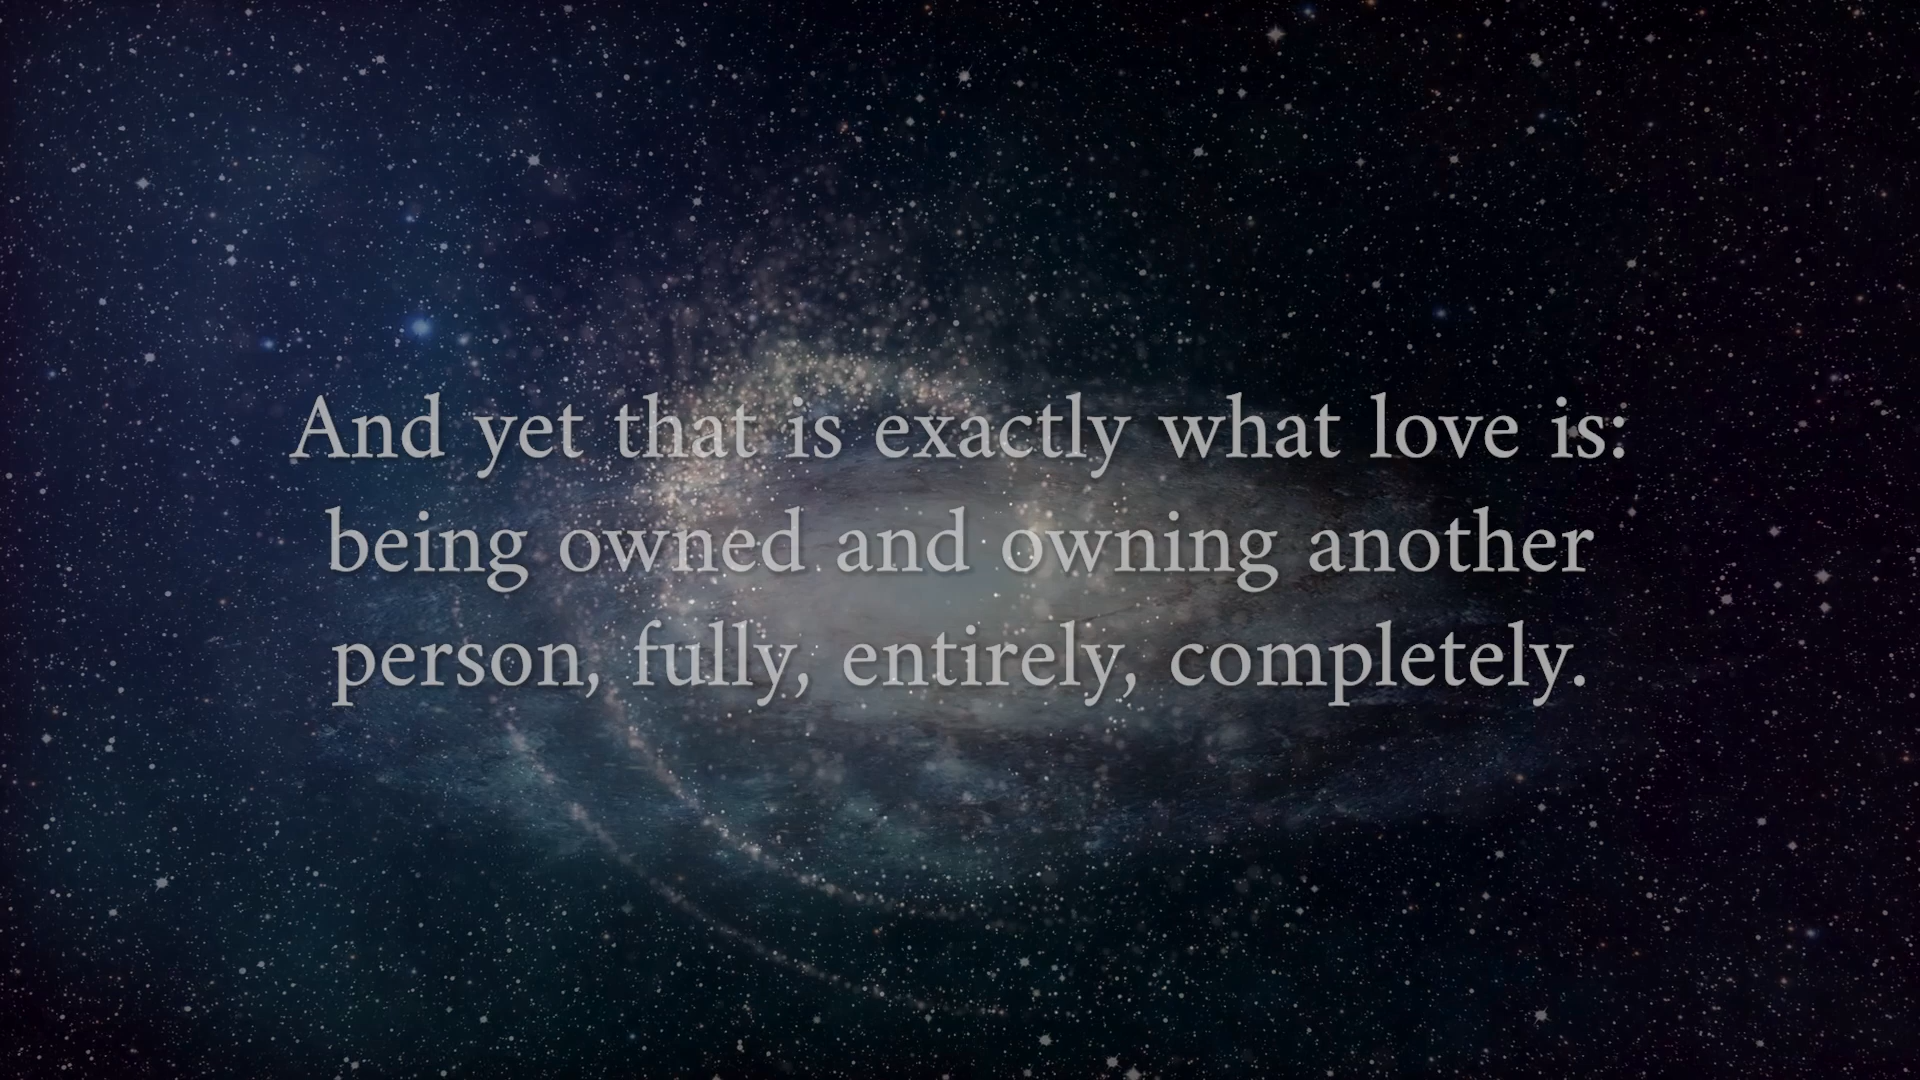 And yet that is exactly what love is:
being owned and owning another
person, fully, entirely, completely.